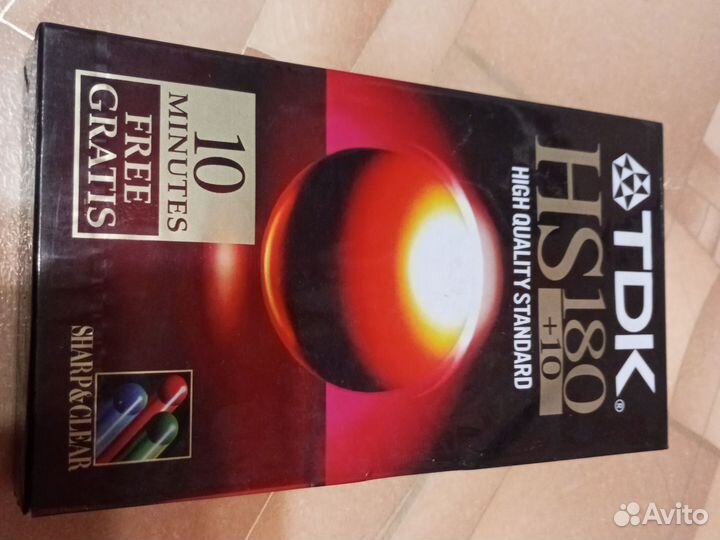 TDK®
HS180
+10
HIGH QUALITY STANDARD
10
MINUTES
FREE
GRATIS
SHARP&CLEAR
Avito